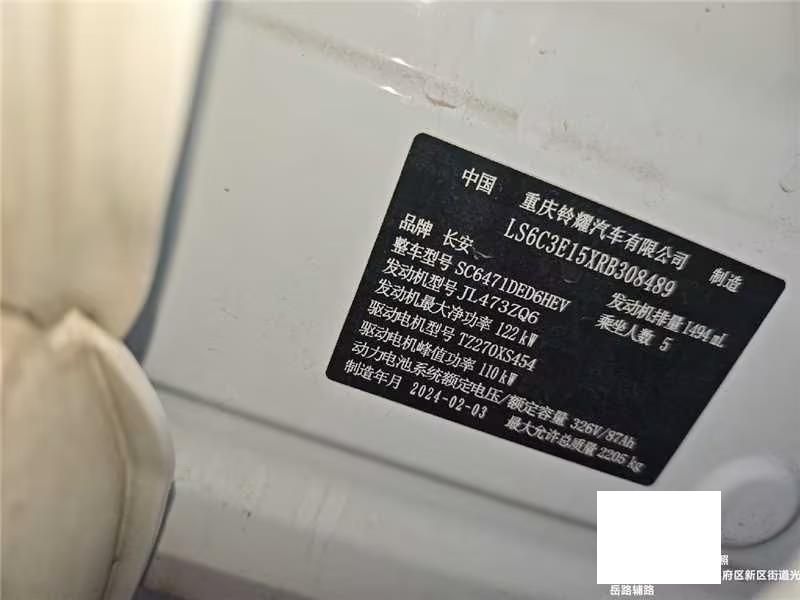 中国 重庆铃耀汽车有限公司 制造
LS6C3E15XRB308489
品牌 长安
整车型号 SC6471DED6HEV 发动机排量 1494 mL
发动机型号 JL473ZQ6 乘坐人数 5
发动机最大净功率 122 kW
驱动电机型号 TZ270XS454
驱动电机峰值功率 110 kW
动力电池系统额定电压/额定容量 326V/87Ah
制造年月 2024-02-03 最大允许总质量 2205 kg
照
府区新区街道光
岳路辅路